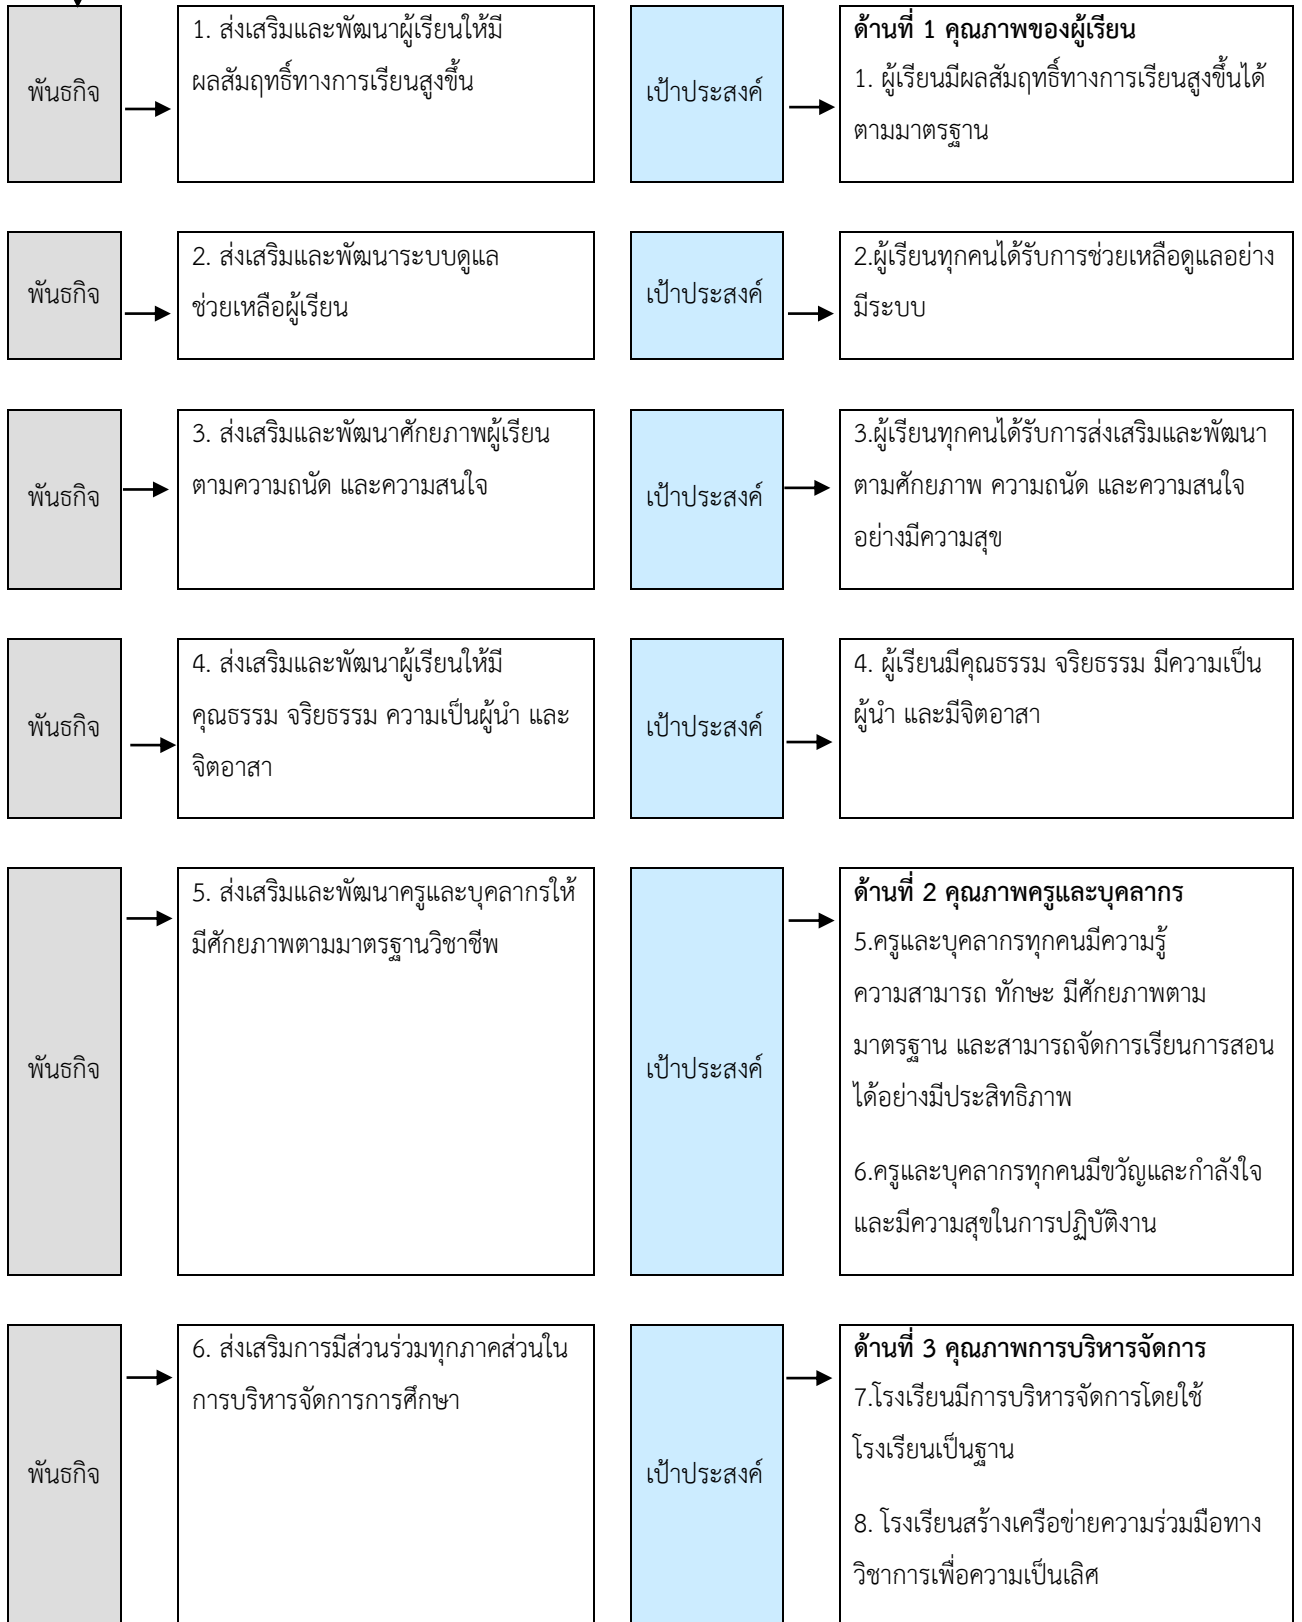 พันธกิจ
1. ส่งเสริมและพัฒนาผู้เรียนให้มี
ผลสัมฤทธิ์ทางการเรียนสูงขึ้น
เป้าประสงค์
ด้านที่ 1 คุณภาพของผู้เรียน
1. ผู้เรียนมีผลสัมฤทธิ์ทางการเรียนสูงขึ้นได้
ตามมาตรฐาน
พันธกิจ
2. ส่งเสริมและพัฒนาระบบดูแล
ช่วยเหลือผู้เรียน
เป้าประสงค์
2.ผู้เรียนทุกคนได้รับการช่วยเหลือดูแลอย่าง
มีระบบ
พันธกิจ
3. ส่งเสริมและพัฒนาศักยภาพผู้เรียน
ตามความถนัด และความสนใจ
เป้าประสงค์
3.ผู้เรียนทุกคนได้รับการส่งเสริมและพัฒนา
ตามศักยภาพ ความถนัด และความสนใจ
อย่างมีความสุข
พันธกิจ
4. ส่งเสริมและพัฒนาผู้เรียนให้มี
คุณธรรม จริยธรรม ความเป็นผู้นำ และ
จิตอาสา
เป้าประสงค์
4. ผู้เรียนมีคุณธรรม จริยธรรม มีความเป็น
ผู้นำ และมีจิตอาสา
พันธกิจ
5. ส่งเสริมและพัฒนาครูและบุคลากรให้
มีศักยภาพตามมาตรฐานวิชาชีพ
เป้าประสงค์
ด้านที่ 2 คุณภาพครูและบุคลากร
5.ครูและบุคลากรทุกคนมีความรู้
ความสามารถ ทักษะ มีศักยภาพตาม
มาตรฐาน และสามารถจัดการเรียนการสอน
ได้อย่างมีประสิทธิภาพ
6.ครูและบุคลากรทุกคนมีขวัญและกำลังใจ
และมีความสุขในการปฏิบัติงาน
พันธกิจ
6. ส่งเสริมการมีส่วนร่วมทุกภาคส่วนใน
การบริหารจัดการการศึกษา
เป้าประสงค์
ด้านที่ 3 คุณภาพการบริหารจัดการ
7.โรงเรียนมีการบริหารจัดการโดยใช้
โรงเรียนเป็นฐาน
8. โรงเรียนสร้างเครือข่ายความร่วมมือทาง
วิชาการเพื่อความเป็นเลิศ